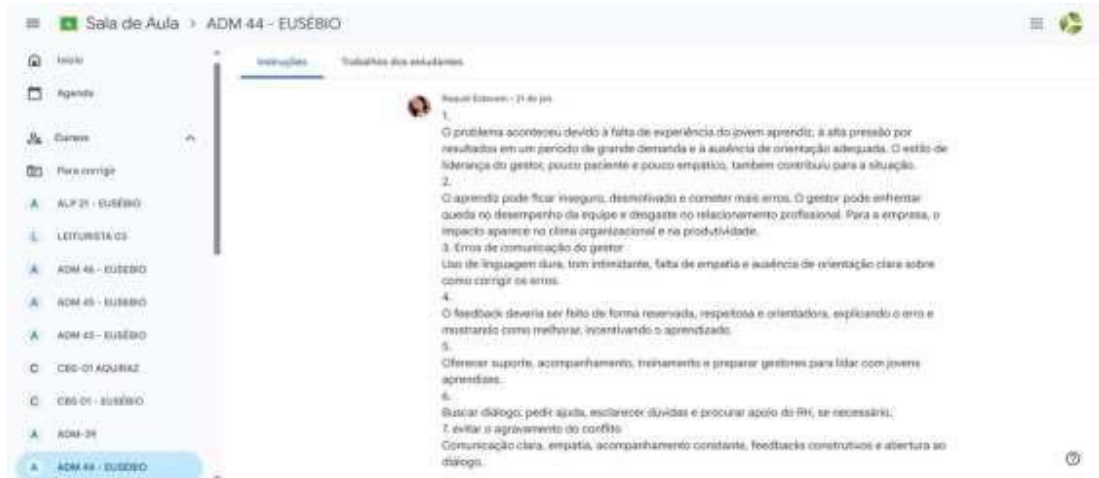 Sala de Aula > ADM 44 - EUSÉBIO
Início
Agenda
Cursos
Para corrigir
A ALP 21 - EUSÉBIO
L LEITURISTA 03
A ADM 46 - EUSÉBIO
A ADM 45 - EUSÉBIO
A ADM 43 - EUSÉBIO
C CBG-01 AQUIRAZ
C CBG 01 - EUSÉBIO
A ADM-39
A ADM 44 - EUSÉBIO
Instruções Trabalhos dos estudantes
Raquel 21 de
1.
O problema aconteceu devido à falta de experiência do jovem aprendiz, à alta pressão por
resultados em um período de grande demanda e à ausência de orientação adequada. O estilo de
liderança do gestor, pouco paciente e pouco empático, também contribuiu para a situação.
2.
O aprendiz pode ficar inseguro, desmotivado e cometer mais erros. O gestor pode enfrentar
queda no desempenho da equipe e desgaste no relacionamento profissional. Para a empresa, o
impacto aparece no clima organizacional e na produtividade.
3. Erros de comunicação do gestor
Uso de linguagem dura, tom intimidante, falta de empatia e ausência de orientação clara sobre
como corrigir os erros.
4.
O feedback deveria ser feito de forma reservada, respeitosa e orientadora, explicando o erro e
mostrando como melhorar, incentivando o aprendizado.
5.
Oferecer suporte, acompanhamento, treinamento e preparar gestores para lidar com jovens
aprendizes.
6.
Buscar diálogo, pedir ajuda, esclarecer dúvidas e procurar apoio do RH, se necessário.
7. evitar o agravamento do conflito
Comunicação clara, empatia, acompanhamento constante, feedbacks construtivos e abertura ao
diálogo.